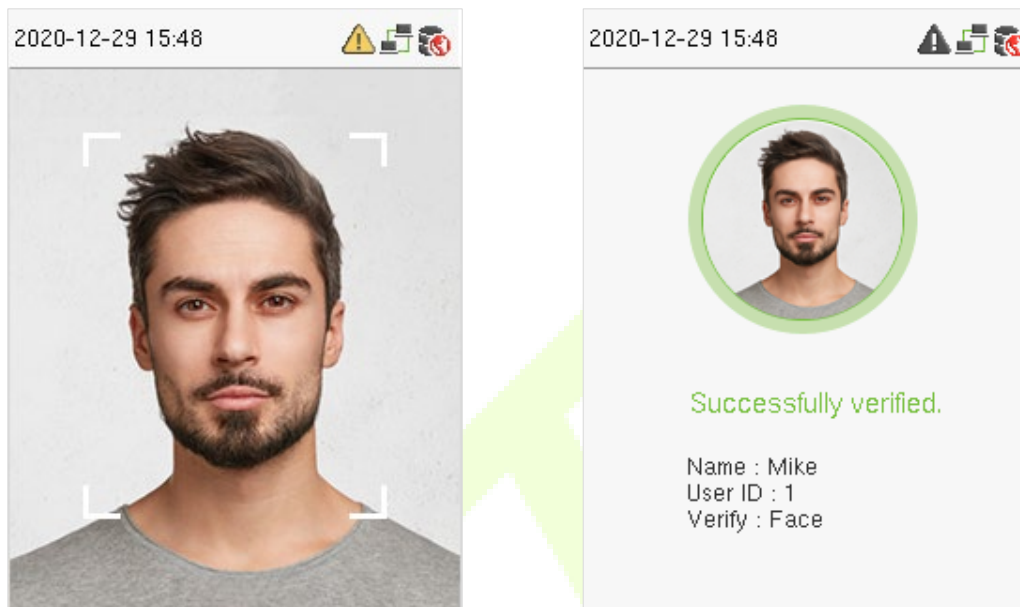 2020-12-29 15:48
2020-12-29 15:48
Successfully verified.
Name : Mike
User ID : 1
Verify : Face